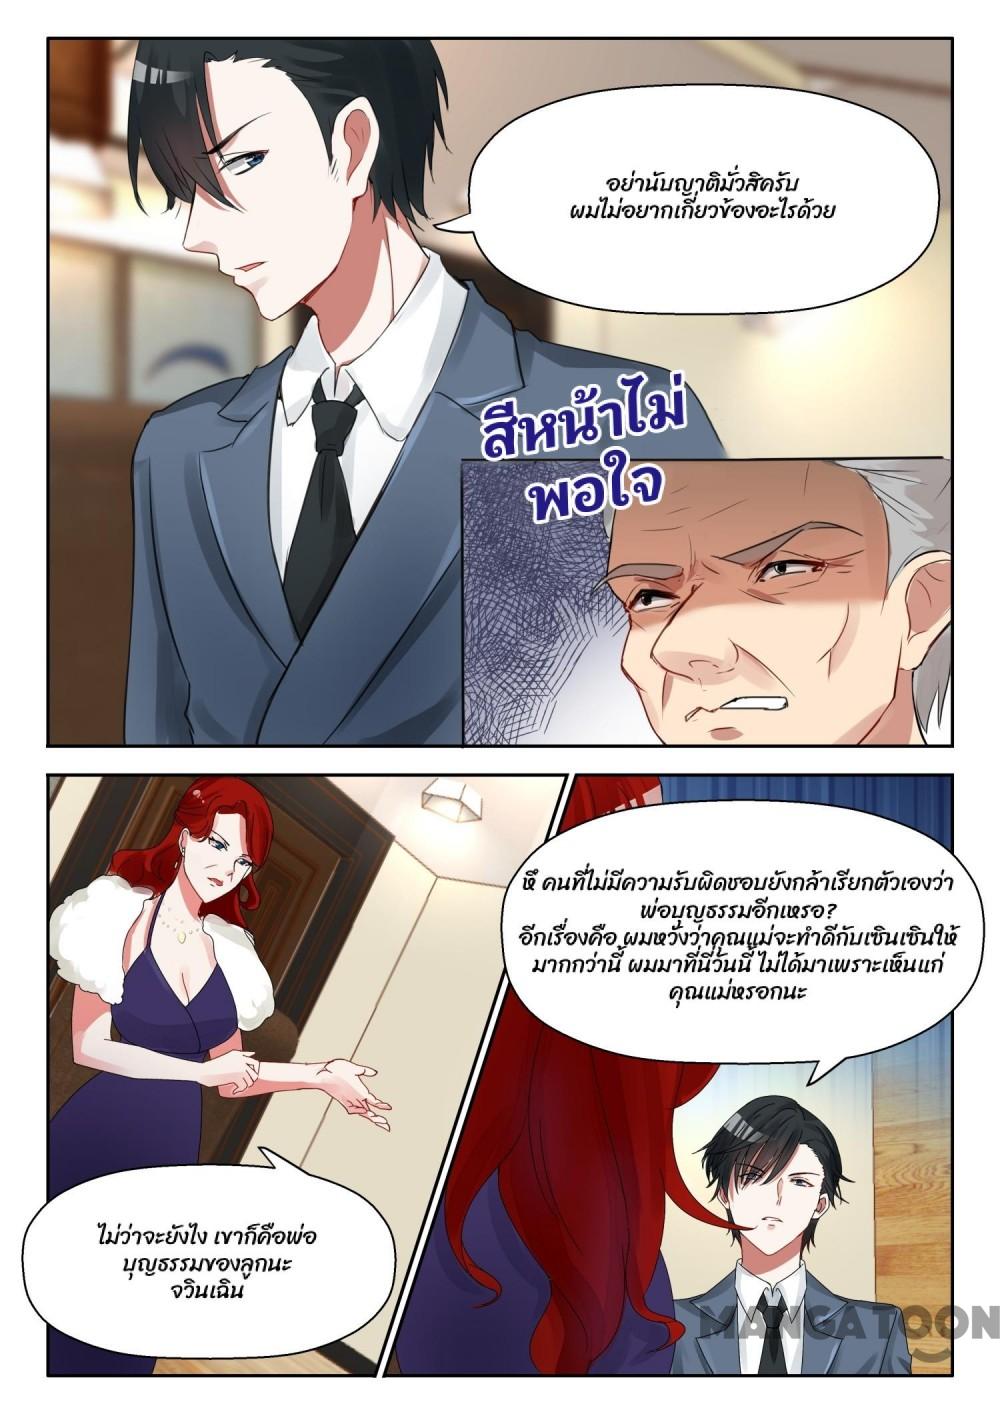 อย่านับญาติมั่วสิครับ
ผมไม่อยากเกี่ยวข้องอะไรด้วย
สีหน้าไม่
พอใจ
ไม่ว่าจะยังไง เขาก็คือพ่อ
บุญธรรมของลูกนะ
จวินเฉิน
หึ คนที่ไม่มีความรับผิดชอบยังกล้าเรียกตัวเองว่า
พ่อบุญธรรมอีกเหรอ?
อีกเรื่องคือ ผมหวังว่าคุณแม่จะทำดีกับเซินเซินให้
มากกว่านี้ ผมมาที่นี่วันนี้ ไม่ได้มาเพราะเห็นแก่
คุณแม่หรอกนะ
MANGATOON